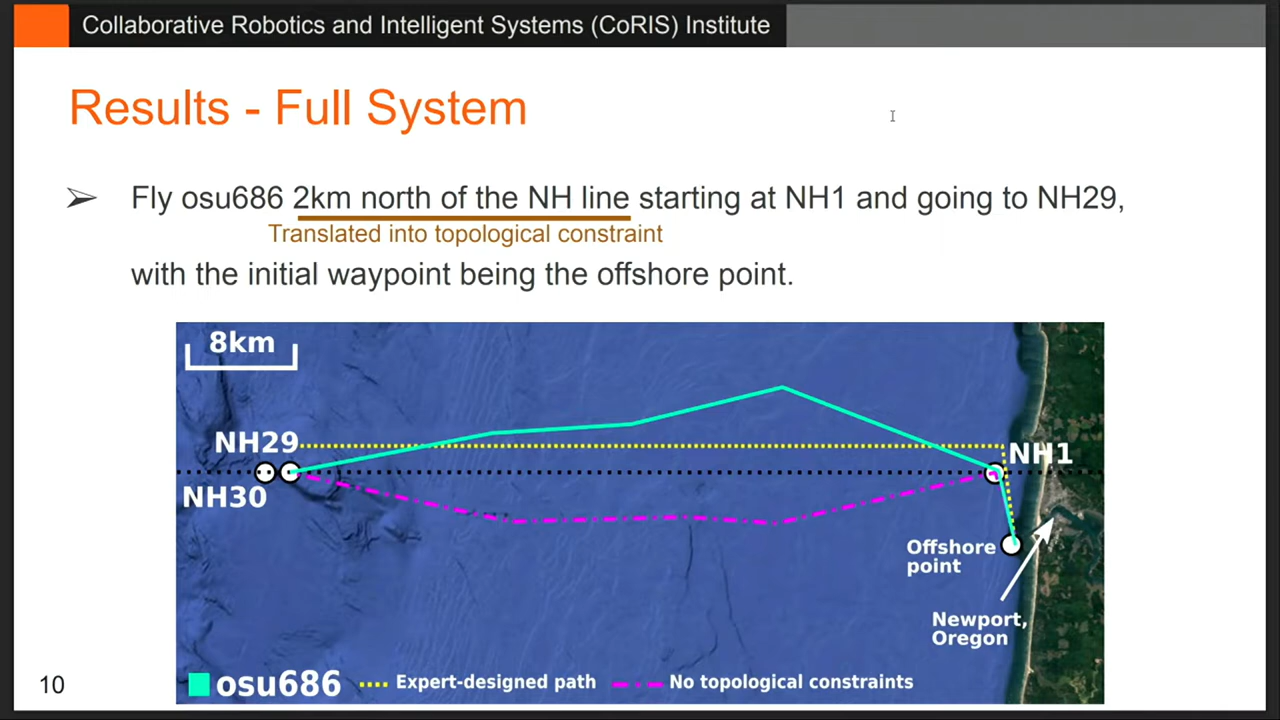 Collaborative Robotics and Intelligent Systems (CoRIS) Institute
Results - Full System
➢ Fly osu686 2km north of the NH line starting at NH1 and going to NH29,
Translated into topological constraint
with the initial waypoint being the offshore point.
8km
NH29
NH1
NH30
Offshore
point
Newport,
Oregon
osu686 Expert-designed path No topological constraints
10